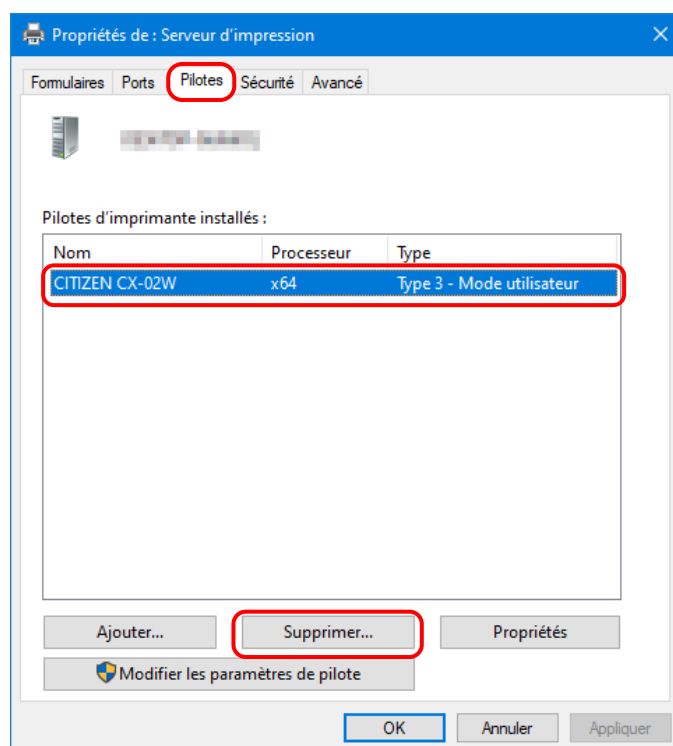 Propriétés de : Serveur d'impression
Formulaires Ports Pilotes Sécurité Avancé
Pilotes d'imprimante installés :
Nom Processeur Type
CITIZEN CX-02W x64 Type 3 - Mode utilisateur
Ajouter... Supprimer... Propriétés
Modifier les paramètres de pilote
OK Annuler Appliquer